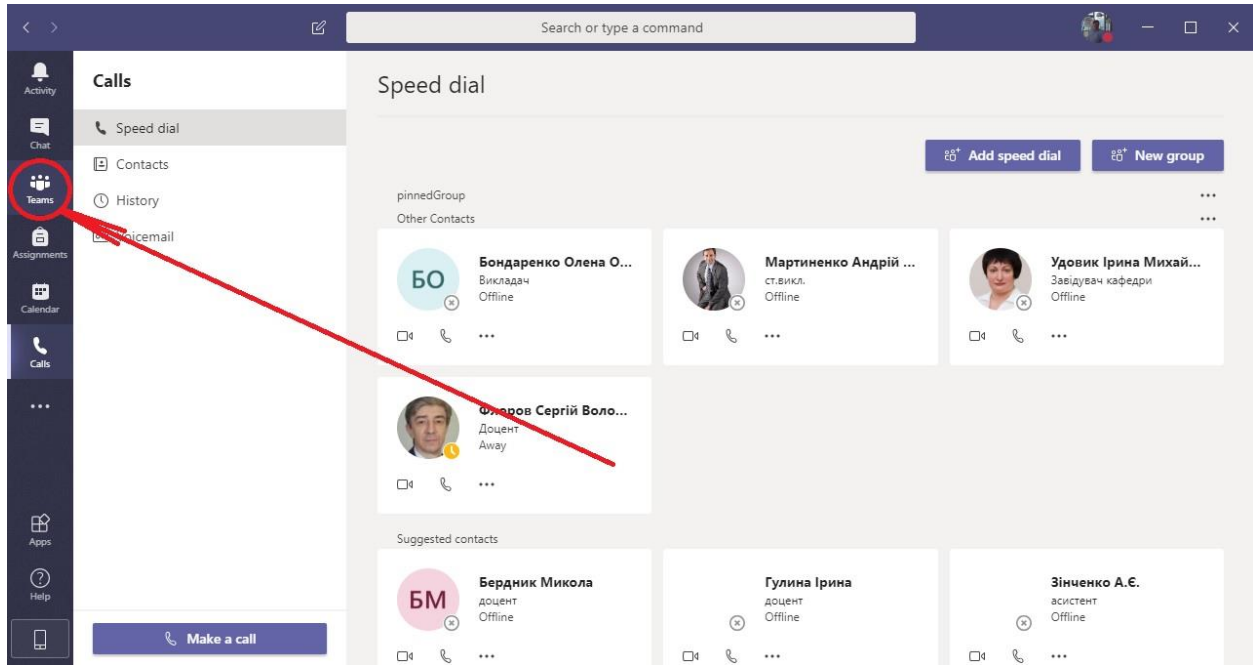 Search or type a command
Activity
Chat
Teams
Assignments
Calendar
Calls
Apps
Help
Calls
Speed dial
Contacts
History
Voicemail
Make a call
Speed dial
Add speed dial
New group
pinnedGroup
Other Contacts
БО
Бондаренко Олена О...
Викладач
Offline
Мартиненко Андрій ...
ст.викл.
Offline
Удовик Ірина Михай...
Завідувач кафедри
Offline
Сергій Воло...
Доцент
Away
Suggested contacts
БМ
Бердник Микола
доцент
Offline
Гулина Ірина
доцент
Offline
Зінченко А.Є.
асистент
Offline